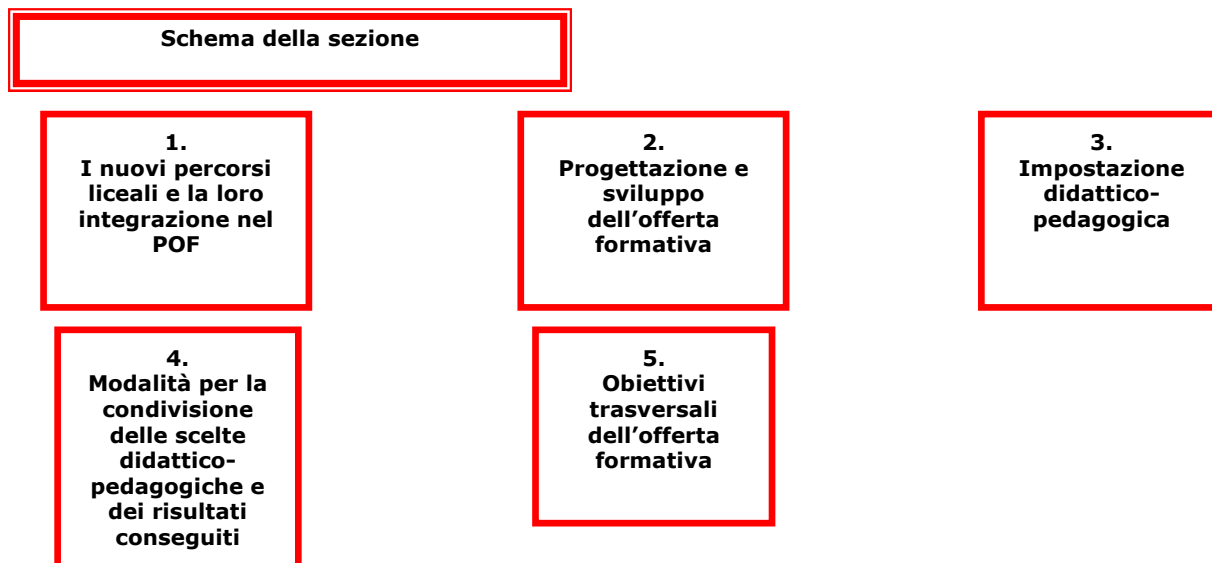 Schema della sezione
1.
I nuovi percorsi
liceali e la loro
integrazione nel
POF
2.
Progettazione e
sviluppo
dell’offerta
formativa
3.
Impostazione
didattico-
pedagogica
4.
Modalità per la
condivisione
delle scelte
didattico-
pedagogiche e
dei risultati
conseguiti
5.
Obiettivi
trasversali
dell’offerta
formativa